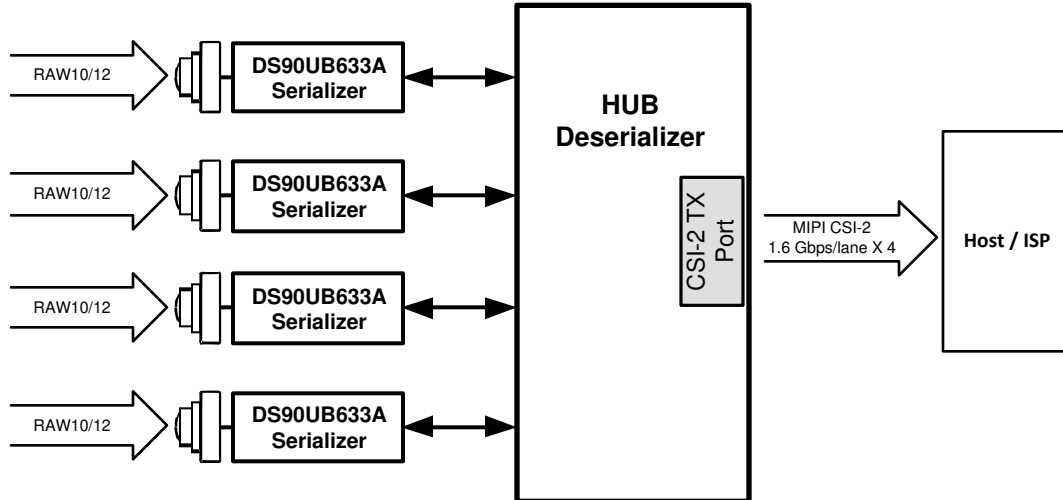 RAW10/12
DS90UB633A
Serializer
RAW10/12
DS90UB633A
Serializer
RAW10/12
DS90UB633A
Serializer
RAW10/12
DS90UB633A
Serializer
HUB
Deserializer
CSI-2 TX
Port
MIPI CSI-2
1.6 Gbps/lane X 4
Host / ISP